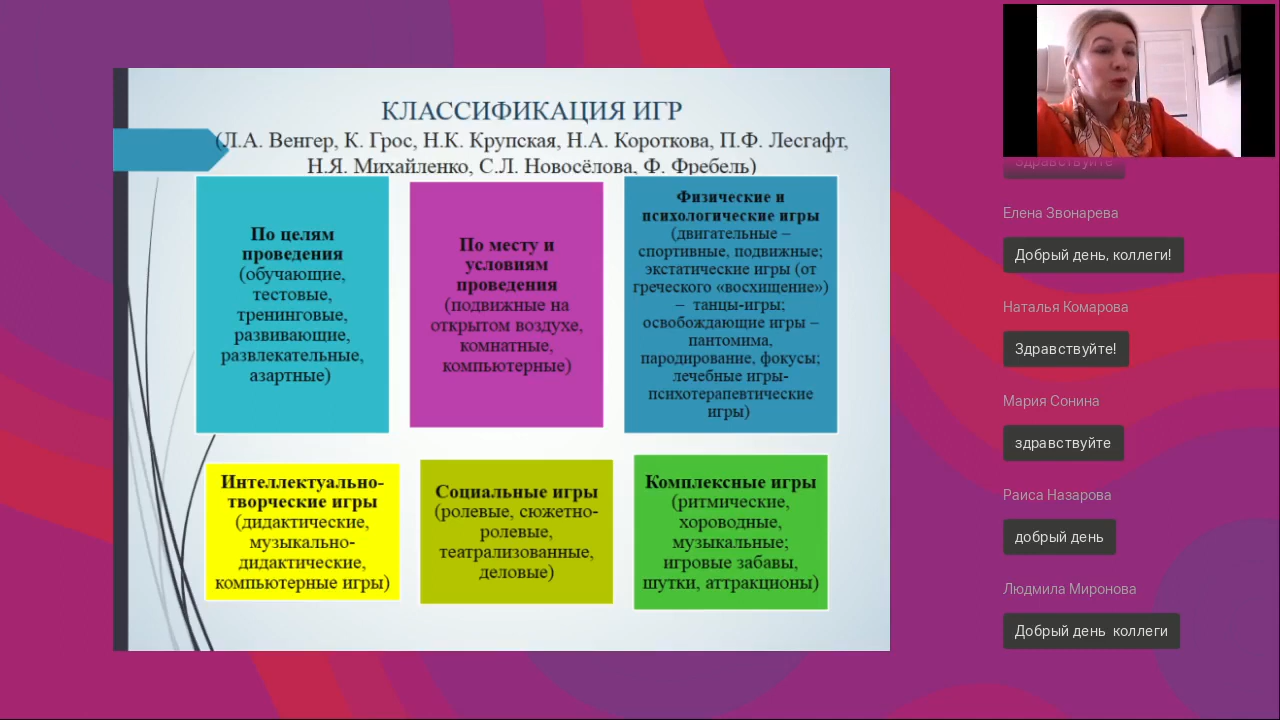 КЛАССИФИКАЦИЯ ИГР
(Л.А. Венгер, К. Грос, Н.К. Крупская, Н.А. Короткова, П.Ф. Лесгафт,
Н.Я. Михайленко, С.Л. Новосёлова, Ф. Фребель)
По целям
проведения
(обучающие,
тестовые,
тренинговые,
развивающие,
развлекательные,
азартные)
По месту и
условиям
проведения
(подвижные на
открытом воздухе,
комнатные,
компьютерные)
Физические и
психологические игры
(двигательные –
спортивные, подвижные;
экстатические игры (от
греческого «восхищение»)
– танцы-игры;
освобождающие игры –
пантомима,
пародирование, фокусы;
лечебные игры-
психотерапевтические
игры)
Интеллектуально-
творческие игры
(дидактические,
музыкально-
дидактические,
компьютерные игры)
Социальные игры
(ролевые, сюжетно-
ролевые,
театрализованные,
деловые)
Комплексные игры
(ритмические,
хороводные,
музыкальные;
игровые забавы,
шутки, аттракционы)
Здравствуйте
Елена Звонарева
Добрый день, коллеги!
Наталья Комарова
Здравствуйте!
Мария Сонина
здравствуйте
Раиса Назарова
добрый день
Людмила Миронова
Добрый день коллеги